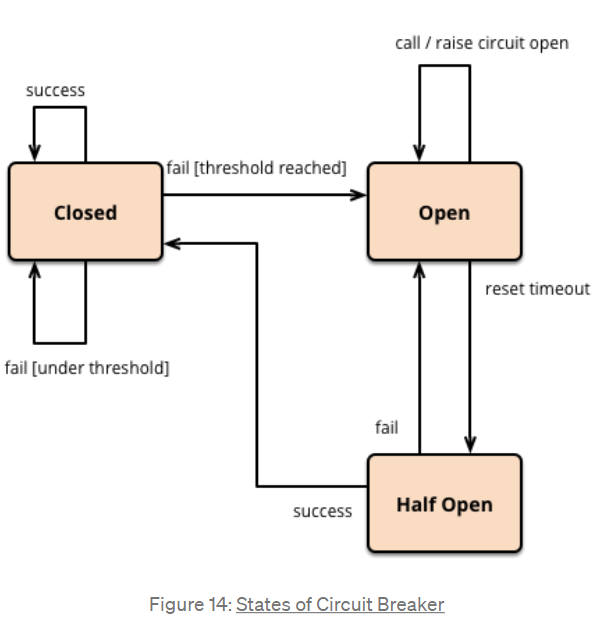 call / raise circuit open
success
fail [threshold reached]
Closed
Open
reset timeout
fail [under threshold]
fail
Half Open
success
Figure 14: States of Circuit Breaker